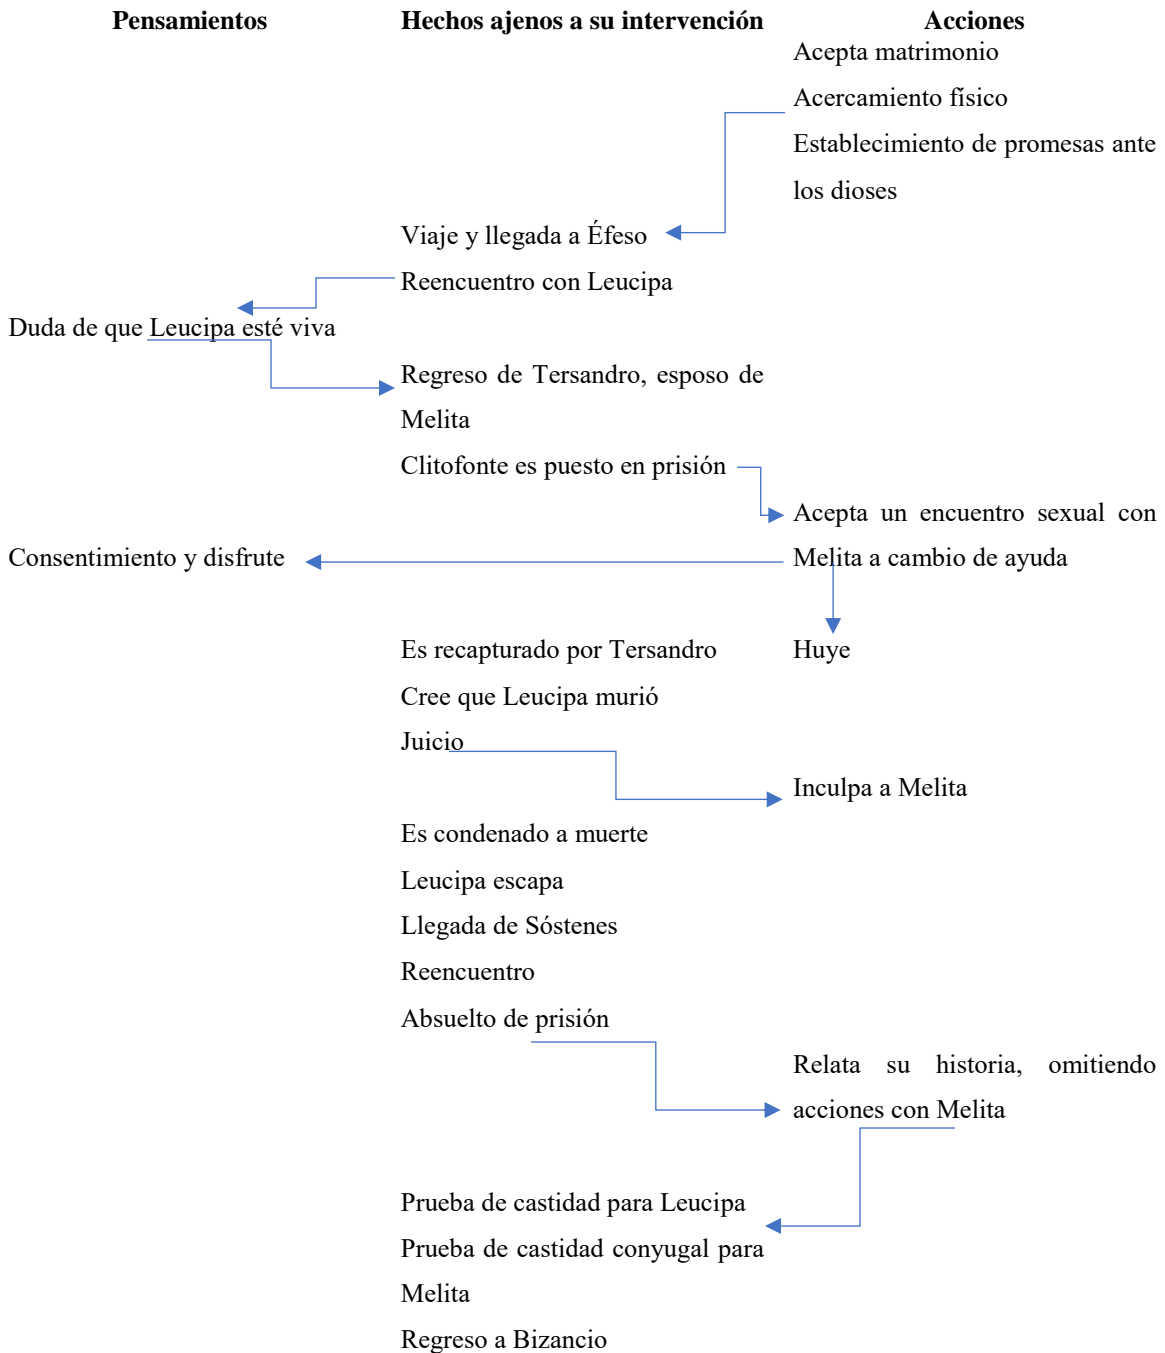 Pensamientos Hechos ajenos a su intervención Acciones
Acepta matrimonio
Acercamiento físico
Establecimiento de promesas ante
los dioses
Viaje y llegada a Éfeso
Reencuentro con Leucipa
Duda de que Leucipa esté viva
Regreso de Tersandro, esposo de
Melita
Clitofonte es puesto en prisión
Acepta un encuentro sexual con
Melita a cambio de ayuda
Consentimiento y disfrute
Es recapturado por Tersandro
Huye
Cree que Leucipa murió
Juicio
Inculpa a Melita
Es condenado a muerte
Leucipa escapa
Llegada de Sóstenes
Reencuentro
Absuelto de prisión
Relata su historia, omitiendo
acciones con Melita
Prueba de castidad para Leucipa
Prueba de castidad conyugal para
Melita
Regreso a Bizancio